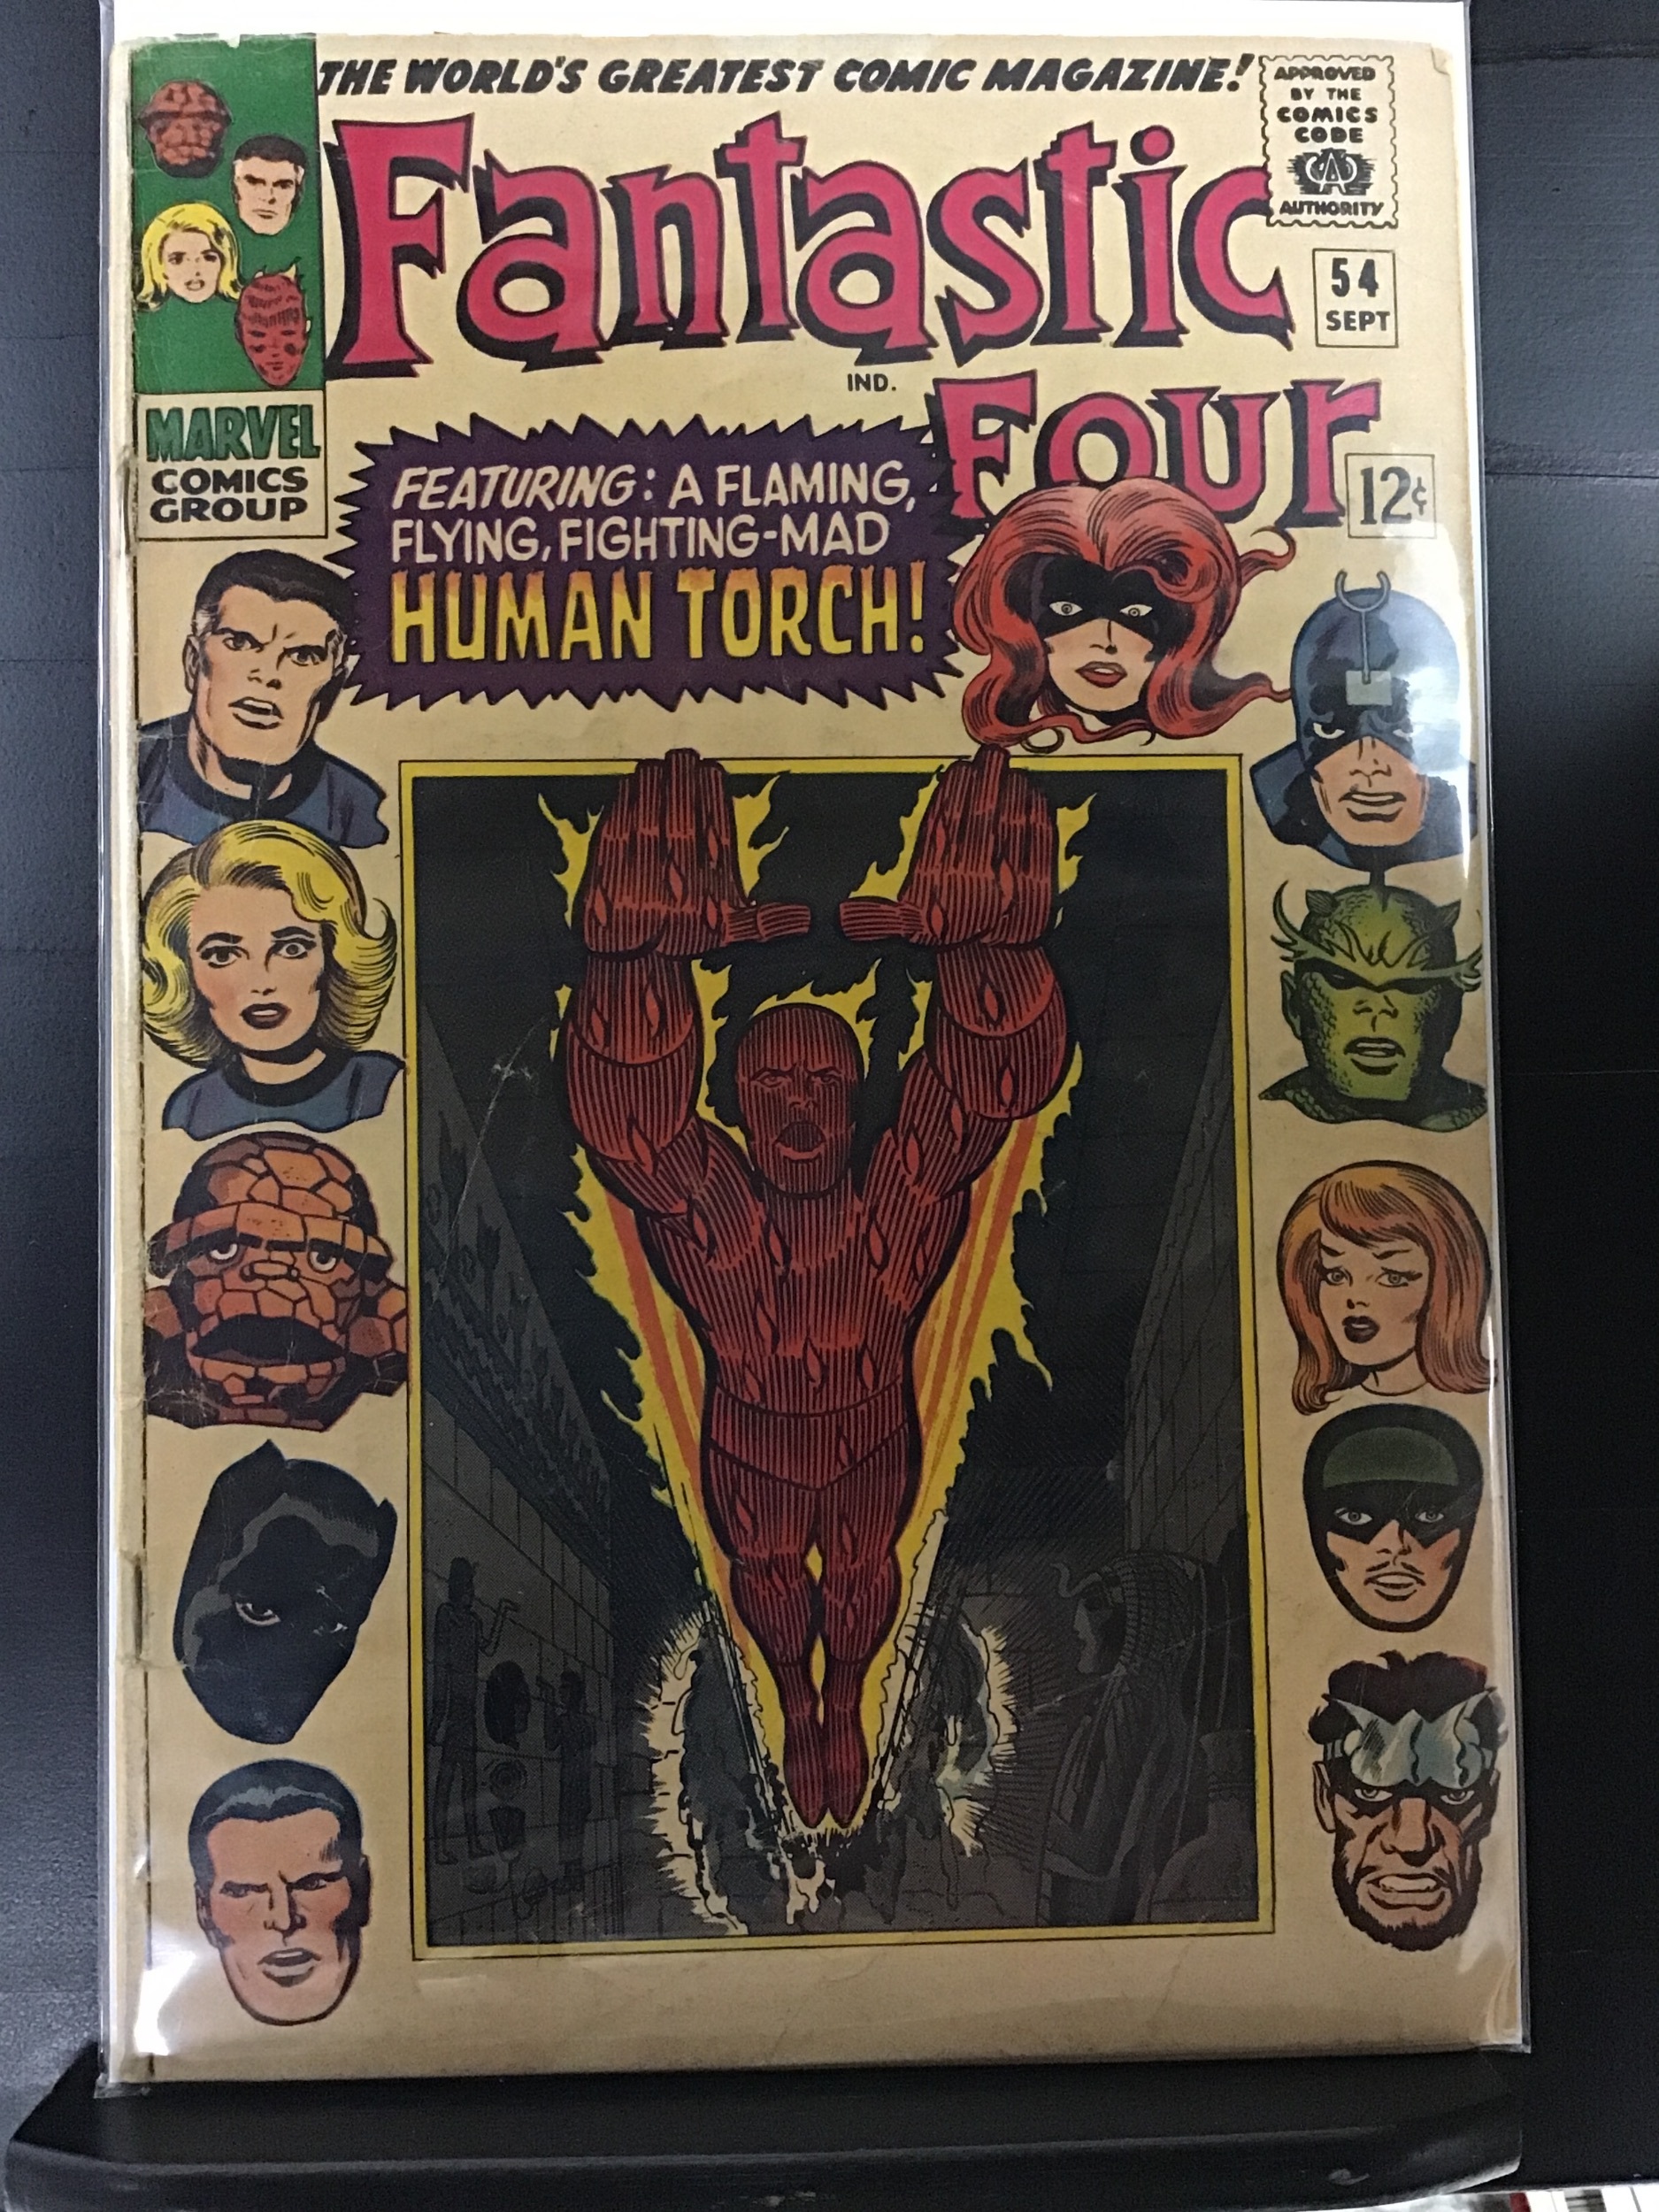 THE WORLD'S GREATEST COMIC MAGAZINE!
Fantastic
Four
IND.
APPROVED
BY THE
COMICS
CODE
CA
AUTHORITY
54
SEPT
12¢
MARVEL
COMICS
GROUP
FEATURING: A FLAMING,
FLYING, FIGHTING-MAD
HUMAN TORCH!